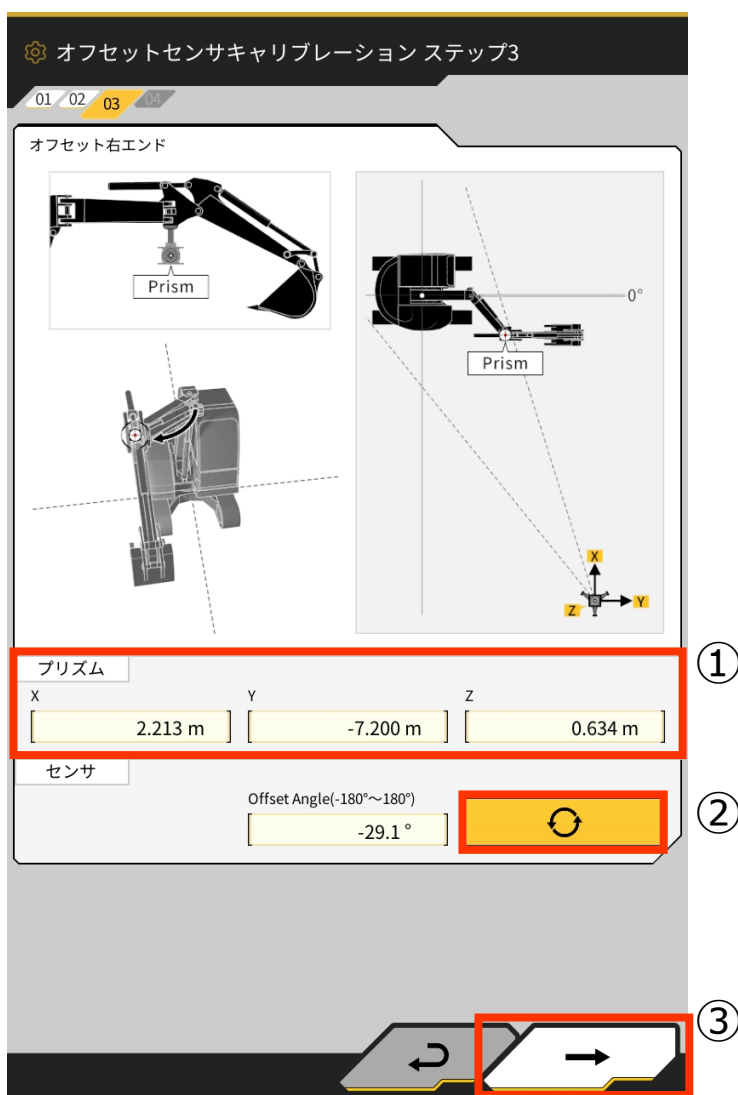 オフセットセンサキャリブレーション ステップ3
01 02 03 04
オフセット右エンド
Prism
0°
Prism
X
Y
Z
プリズム
①
X Y Z
2.213 m -7.200 m 0.634 m
センサ
Offset Angle(-180°～180°)
②
-29.1 °
③